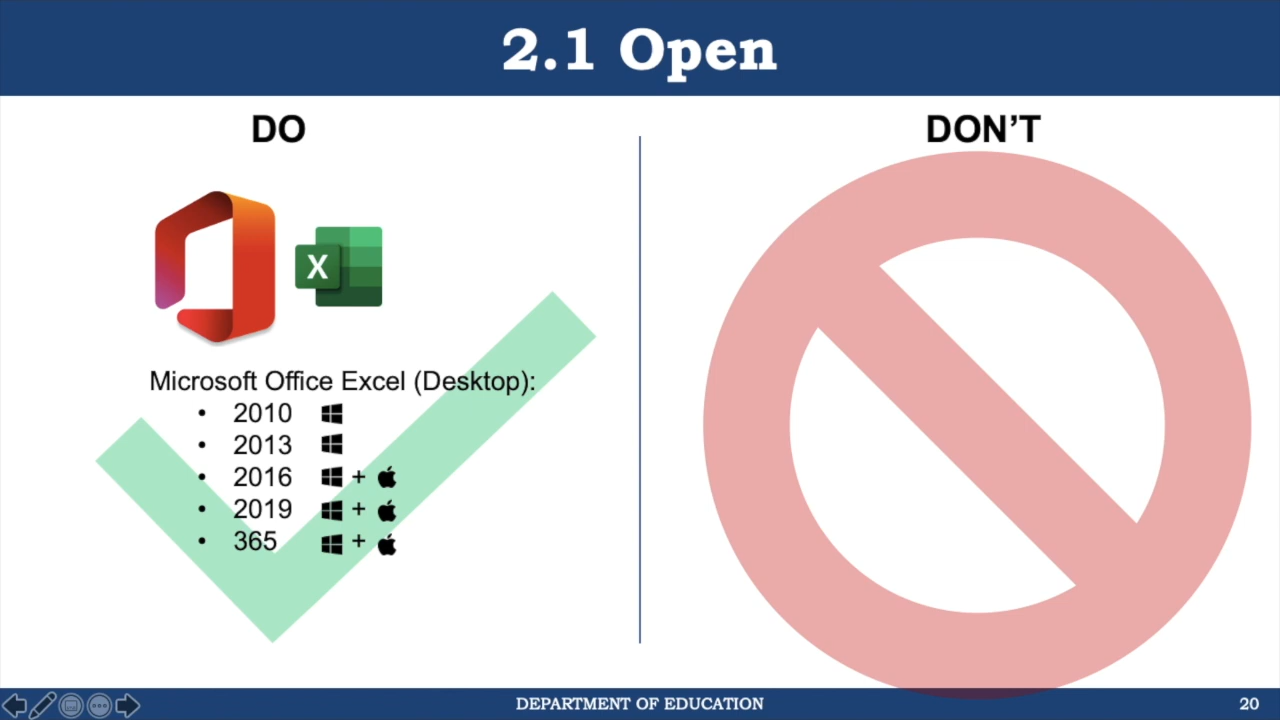 2.1 Open
DO
X
Microsoft Office Excel (Desktop):
• 2010
• 2013
• 2016 +
• 2019 +
• 365 +
DON’T
DEPARTMENT OF EDUCATION
20